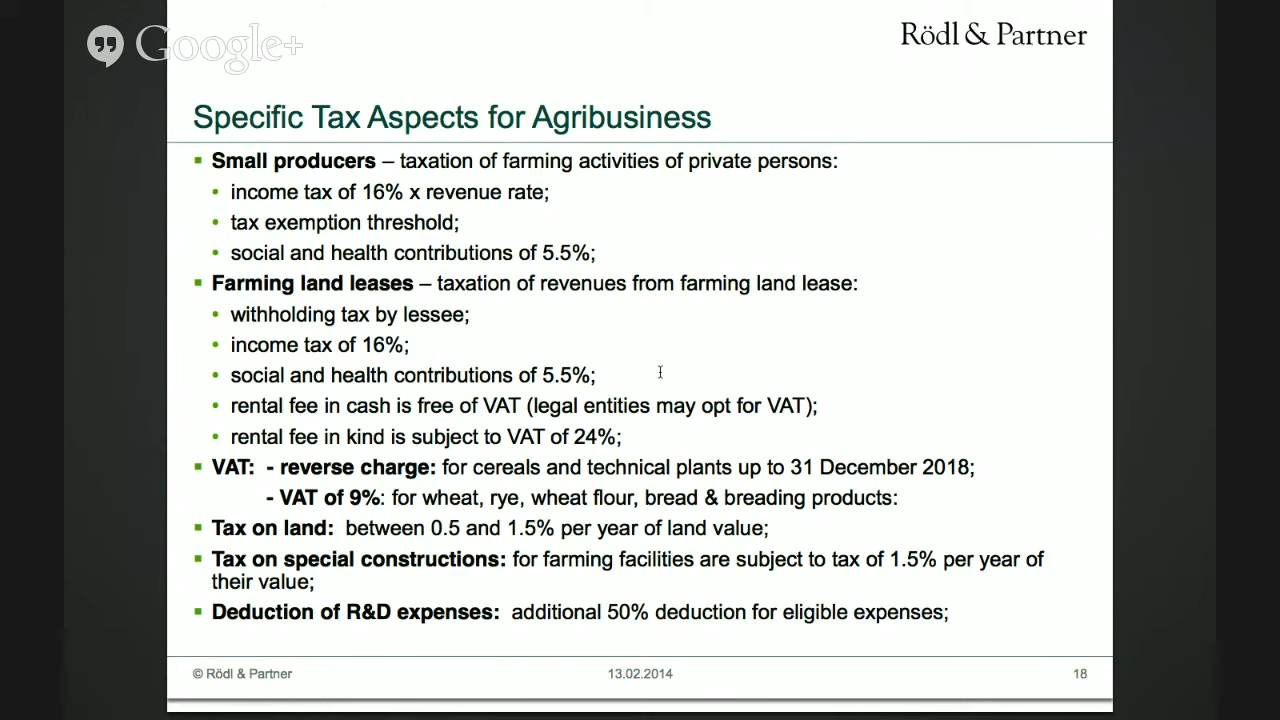 Google+
Rödl & Partner
Specific Tax Aspects for Agribusiness
Small producers – taxation of farming activities of private persons:
income tax of 16% x revenue rate;
tax exemption threshold;
social and health contributions of 5.5%;
Farming land leases – taxation of revenues from farming land lease:
withholding tax by lessee;
income tax of 16%;
social and health contributions of 5.5%;
rental fee in cash is free of VAT (legal entities may opt for VAT);
rental fee in kind is subject to VAT of 24%;
VAT: - reverse charge: for cereals and technical plants up to 31 December 2018;
- VAT of 9%: for wheat, rye, wheat flour, bread & breading products:
Tax on land: between 0.5 and 1.5% per year of land value;
Tax on special constructions: for farming facilities are subject to tax of 1.5% per year of
their value;
Deduction of R&D expenses: additional 50% deduction for eligible expenses;
© Rödl & Partner 13.02.2014 18